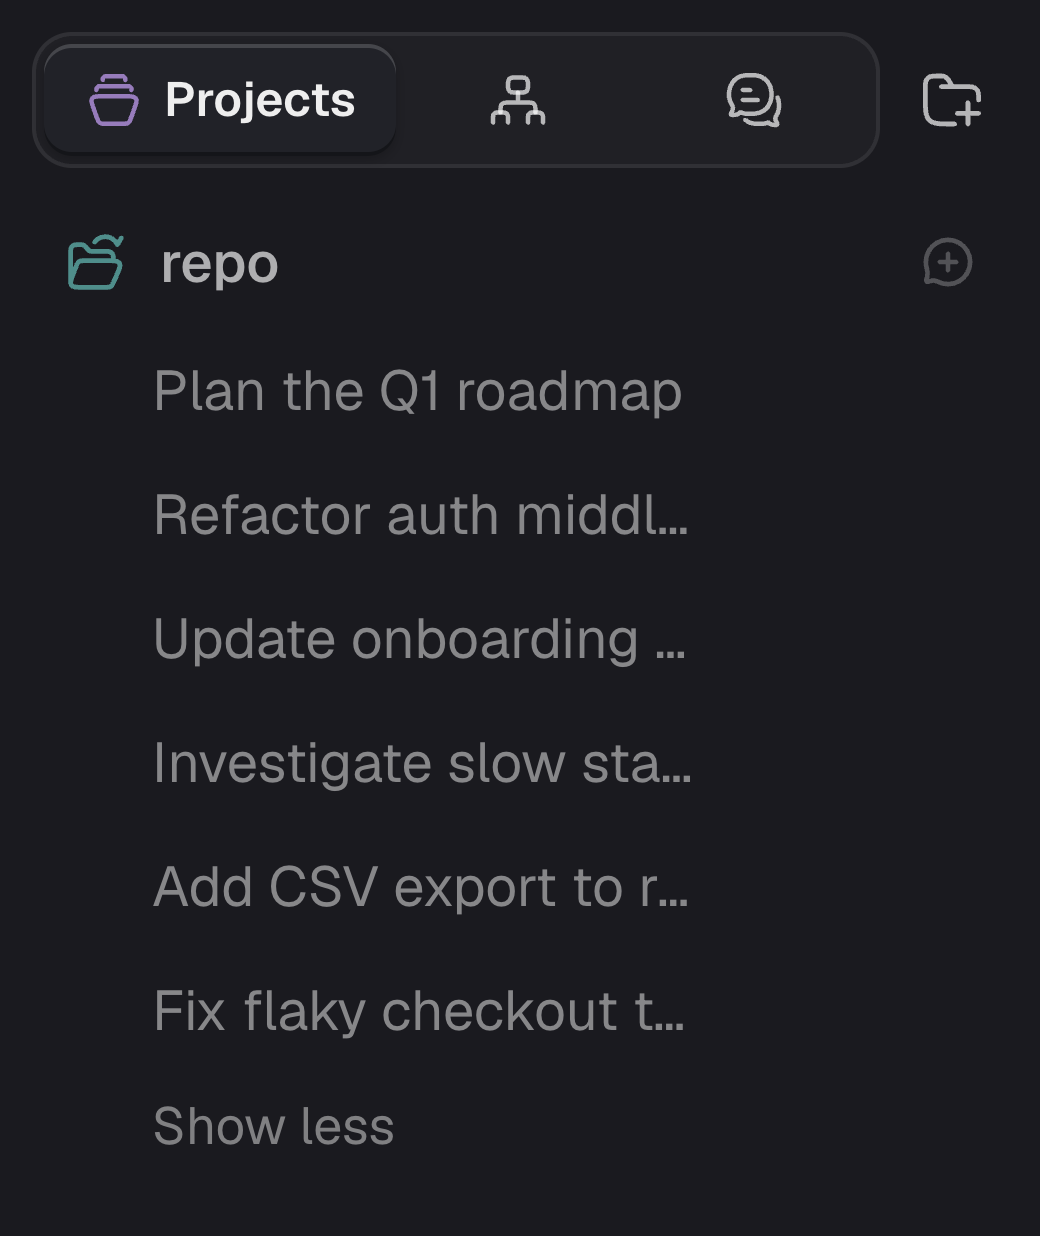 Projects
repo
Plan the Q1 roadmap
Refactor auth middl...
Update onboarding ...
Investigate slow sta...
Add CSV export to r...
Fix flaky checkout t...
Show less